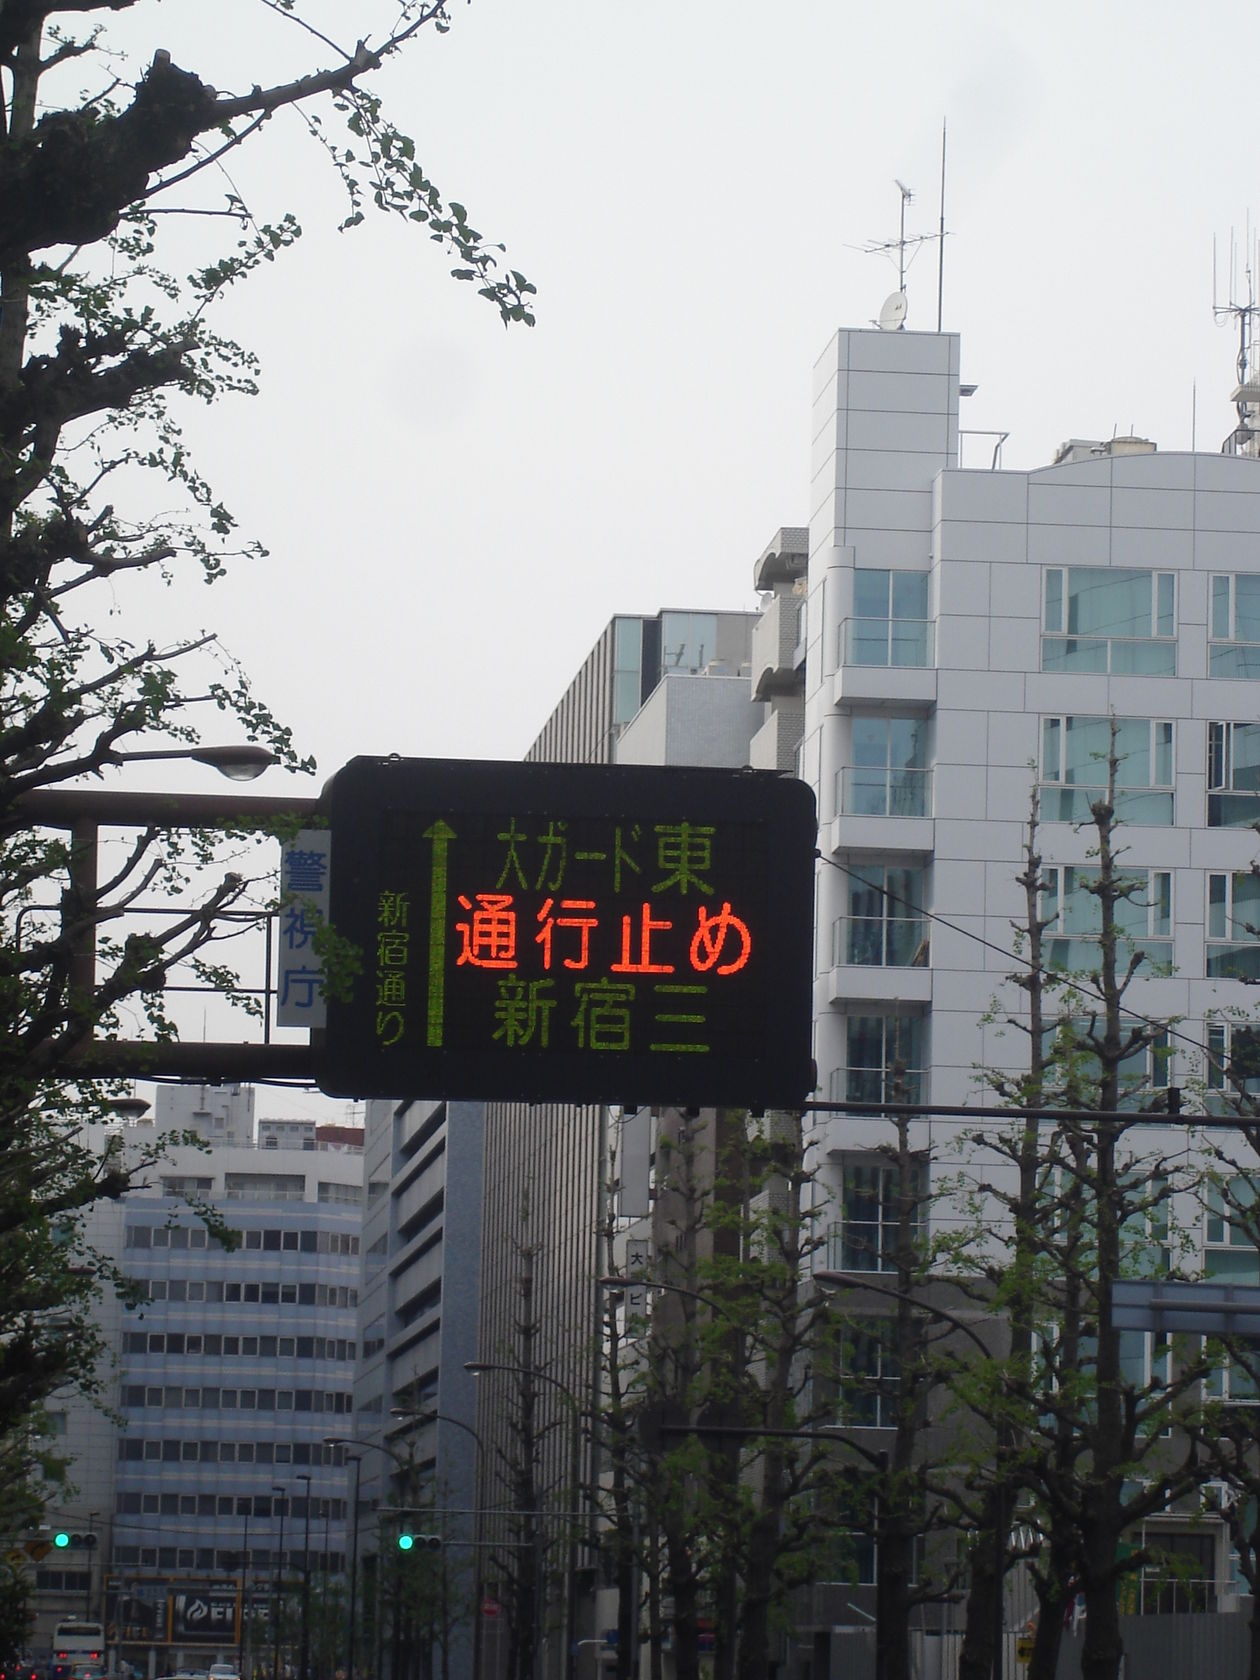 警視庁
新宿通り
大ガード東
通行止め
新宿三